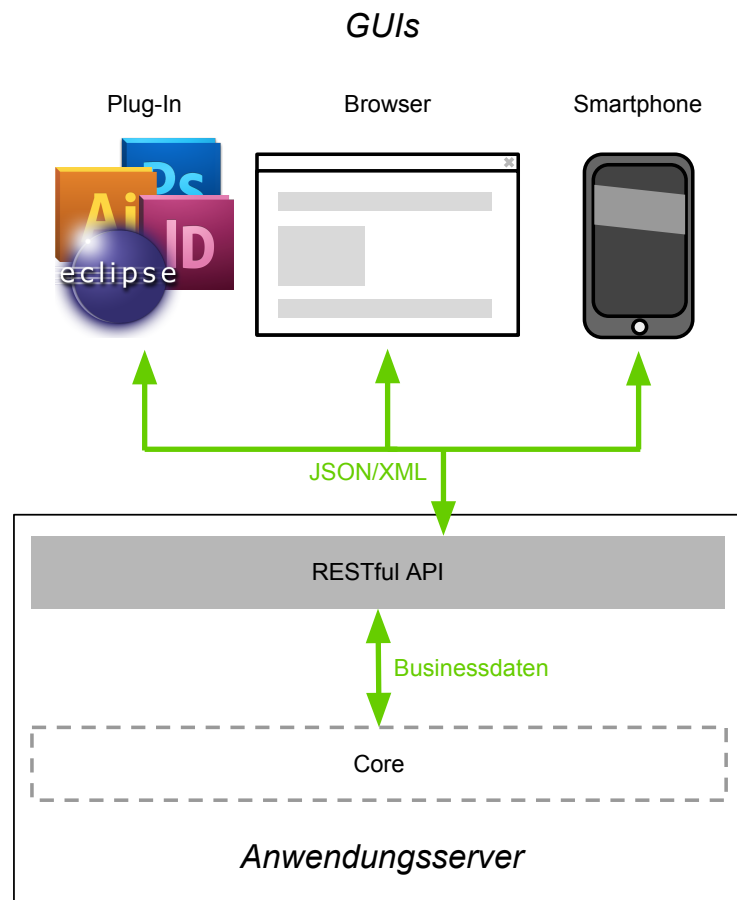 GUIs
Plug-In
Browser
Smartphone
Ps
Ai
ID
eclipse
JSON/XML
RESTful API
Businessdaten
Core
Anwendungsserver